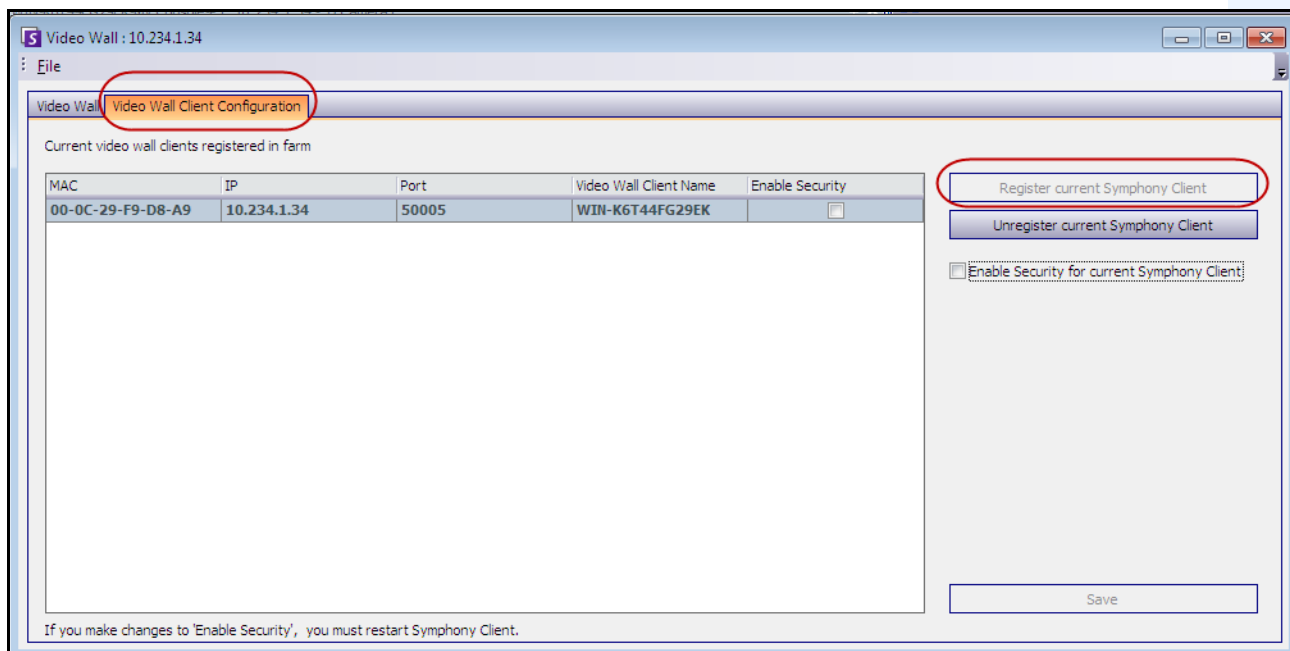 Video Wall : 10.234.1.34
File
Video Wall Video Wall Client Configuration
Current video wall clients registered in farm
MAC IP Port Video Wall Client Name Enable Security
00-0C-29-F9-D8-A9 10.234.1.34 50005 WIN-K6T44FG29EK
Register current Symphony Client
Unregister current Symphony Client
Enable Security for current Symphony Client
Save
If you make changes to 'Enable Security', you must restart Symphony Client.